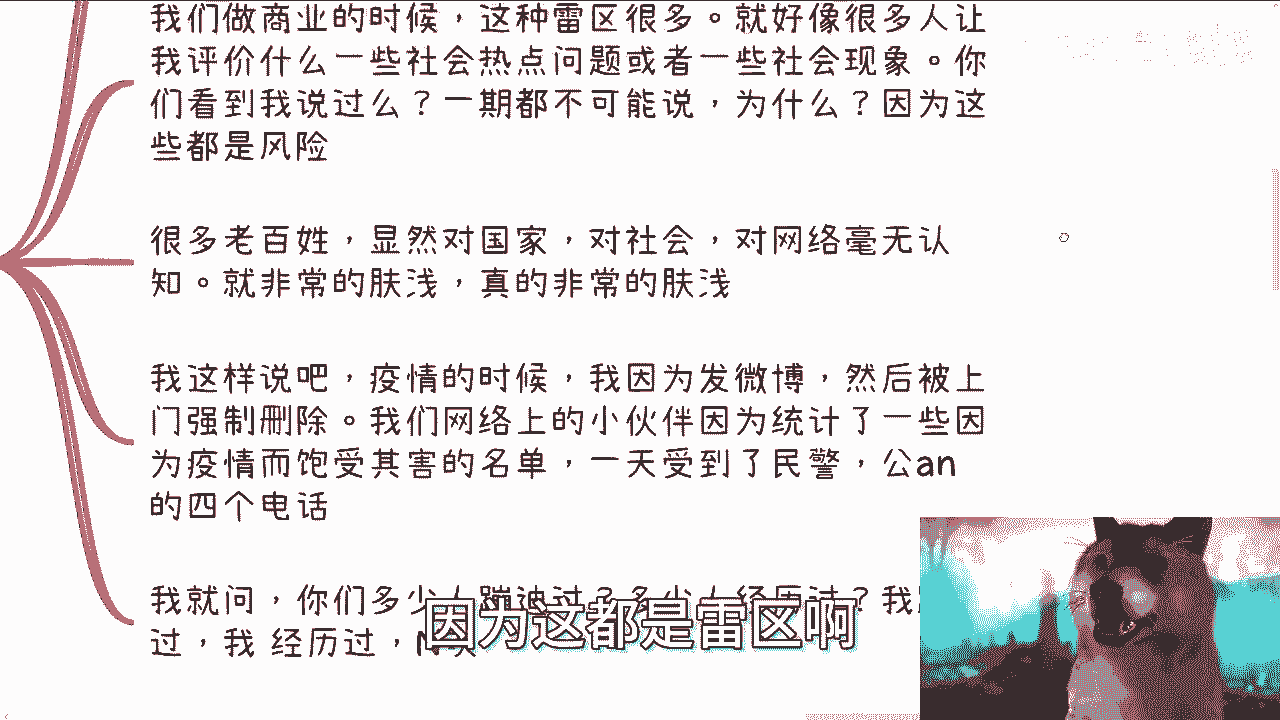 我们做商业的时候，这种雷区很多。就好像很多人让
我评价什么一些社会热点问题或者一些社会现象。你
们看到我说过么？一期都不可能说，为什么？因为这
些都是风险
很多老百姓，显然对国家，对社会，对网络毫无认
知。就非常的肤浅，真的非常的肤浅
我这样说吧，疫情的时候，我因为发微博，然后被上
门强制删除。我们网络上的小伙伴因为统计了一些因
为疫情而饱受其害的名单，一天受到了民警，公an
的四个电话
我就问，你们多少人蹦迪过？多少人经历过？我
过，我 经历过，
因为这都是雷区啊